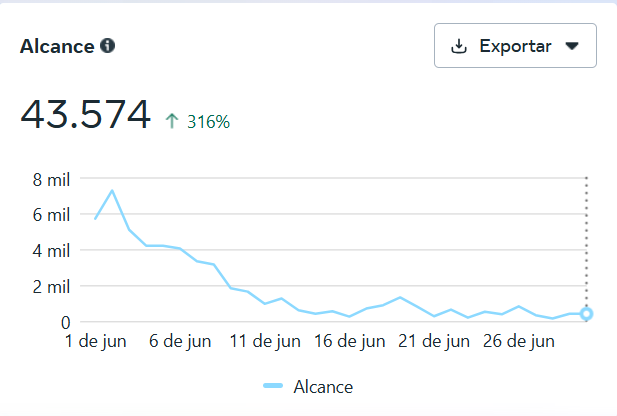 Alcance
Exportar
43.574 ↑ 316%
8 mil
6 mil
4 mil
2 mil
0
1 de jun 6 de jun 11 de jun 16 de jun 21 de jun 26 de jun
Alcance